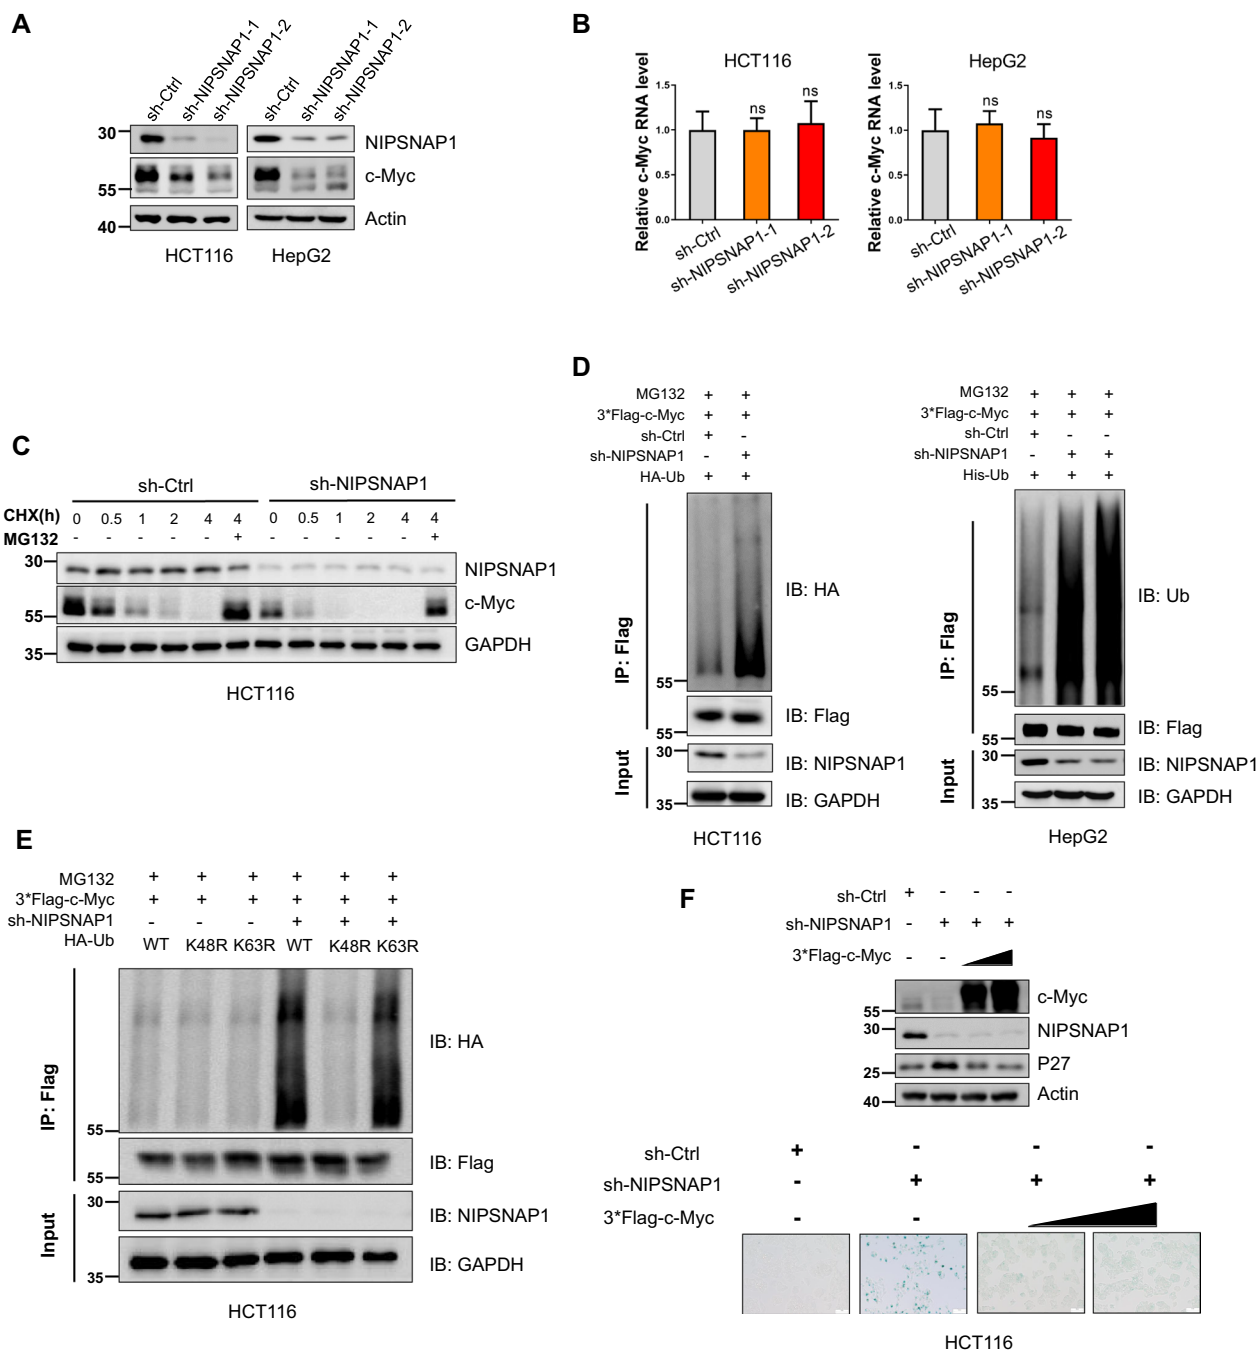 A
sh-Ctrl
sh-NIPSNAP1-1
sh-NIPSNAP1-2
sh-Ctrl
sh-NIPSNAP1-1
sh-NIPSNAP1-2
30
NIPSNAP1
c-Myc
55
Actin
40
HCT116 HepG2
B
HCT116
Relative c-Myc RNA level
1.5
1.0
0.5
0.0
ns
ns
sh-Ctrl
sh-NIPSNAP1-1
sh-NIPSNAP1-2
HepG2
Relative c-Myc RNA level
1.5
1.0
0.5
0.0
ns
ns
sh-Ctrl
sh-NIPSNAP1-1
sh-NIPSNAP1-2
C
sh-Ctrl sh-NIPSNAP1
CHX(h) 0 0.5 1 2 4 4 0 0.5 1 2 4 4
MG132 - - - - - + - - - - - +
30
NIPSNAP1
c-Myc
55
GAPDH
35
HCT116
D
MG132 + +
3*Flag-c-Myc + +
sh-Ctrl + -
sh-NIPSNAP1 - +
HA-Ub + +
IP: Flag
IB: HA
55
IB: Flag
55
Input
30
IB: NIPSNAP1
IB: GAPDH
35
HCT116
MG132 + + +
3*Flag-c-Myc + + +
sh-Ctrl + - -
sh-NIPSNAP1 - + +
His-Ub + + +
IP: Flag
IB: Ub
55
IB: Flag
55
Input
30
IB: NIPSNAP1
IB: GAPDH
35
HepG2
E
MG132 + + + + + +
3*Flag-c-Myc + + + + + +
sh-NIPSNAP1 - - - + + +
HA-Ub WT K48R K63R WT K48R K63R
IP: Flag
IB: HA
55
IB: Flag
55
Input
30
IB: NIPSNAP1
IB: GAPDH
35
HCT116
F
sh-Ctrl + - - -
sh-NIPSNAP1 - + + +
3*Flag-c-Myc - -
c-Myc
55
30
NIPSNAP1
P27
25
Actin
40
sh-Ctrl + - - -
sh-NIPSNAP1 - + + +
3*Flag-c-Myc - -
HCT116